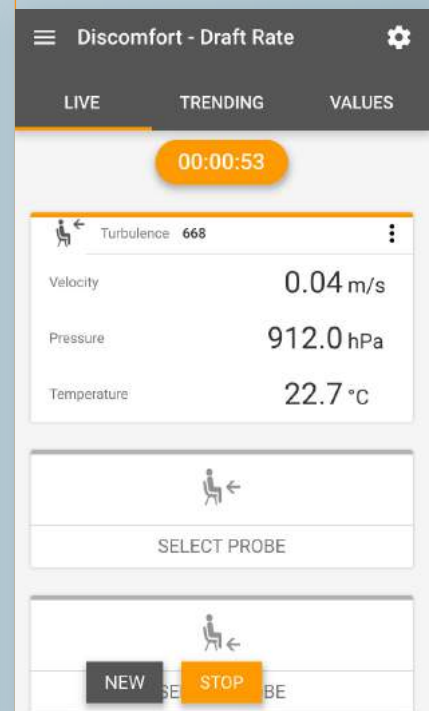 Discomfort - Draft Rate
LIVE TRENDING VALUES
00:00:53
Turbulence 668
Velocity 0.04 m/s
Pressure 912.0 hPa
Temperature 22.7 °C
SELECT PROBE
NEW STOP